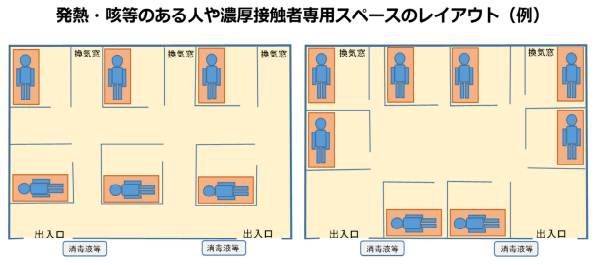 発熱・咳等のある人や濃厚接触者専用スペースのレイアウト（例）
換気窓 換気窓 換気窓
換気窓 換気窓
出入口 出入口
出入口 出入口
消毒液等 消毒液等
消毒液等 消毒液等